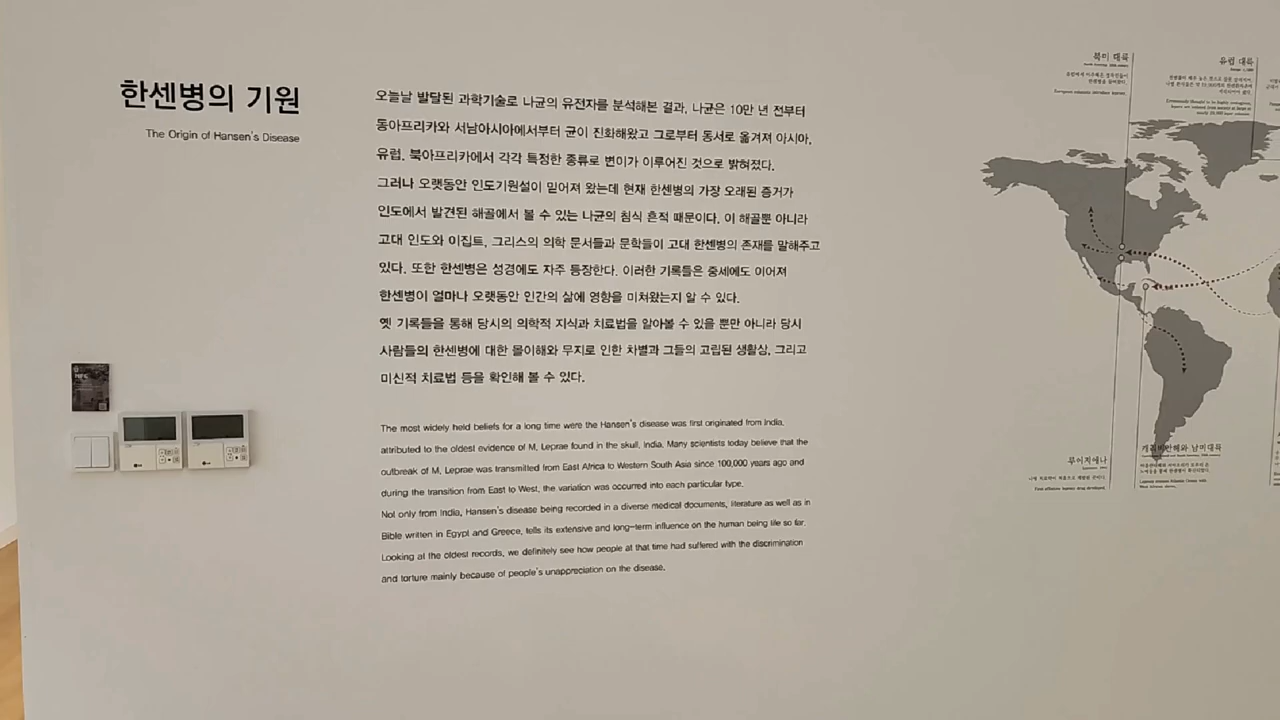 한센병의 기원
The Origin of Hansen's Disease
오늘날 발달된 과학기술로 나균의 유전자를 분석해본 결과, 나균은 10만 년 전부터
동아프리카와 서남아시아에서부터 균이 진화해왔고 그로부터 동서로 옮겨져 아시아,
유럽, 북아프리카에서 각각 특정한 종류로 변이가 이루어진 것으로 밝혀졌다.
그러나 오랫동안 인도기원설이 믿어져 왔는데 현재 한센병의 가장 오래된 증거가
인도에서 발견된 해골에서 볼 수 있는 나균의 침식 흔적 때문이다. 이 해골뿐 아니라
고대 인도와 이집트, 그리스의 의학 문서들과 문학들이 고대 한센병의 존재를 말해주고
있다. 또한 한센병은 성경에도 자주 등장한다. 이러한 기록들은 중세에도 이어져
한센병이 얼마나 오랫동안 인간의 삶에 영향을 미쳐왔는지 알 수 있다.
옛 기록들을 통해 당시의 의학적 지식과 치료법을 알아볼 수 있을 뿐만 아니라 당시
사람들의 한센병에 대한 몰이해와 무지로 인한 차별과 그들의 고립된 생활상, 그리고
미신적 치료법 등을 확인해 볼 수 있다.
The most widely held beliefs for a long time were the Hansen's disease was first originated from India,
attributed to the oldest evidence of M. Leprae found in the skull, India. Many scientists today believe that the
outbreak of M. Leprae was transmitted from East Africa to Western South Asia since 100,000 years ago and
during the transition from East to West, the variation was occurred into each particular type.
Not only from India, Hansen's disease being recorded in a diverse medical documents, literature as well as in
Bible written in Egypt and Greece, tells its extensive and long-term influence on the human being life so far.
Looking at the oldest records, we definitely see how people at that time had suffered with the discrimination
and torture mainly because of people's unappreciation on the disease.
북미 대륙
European colonists introduce leprosy.
유럽 대륙
카리브만해와 남미대륙
LG
LG